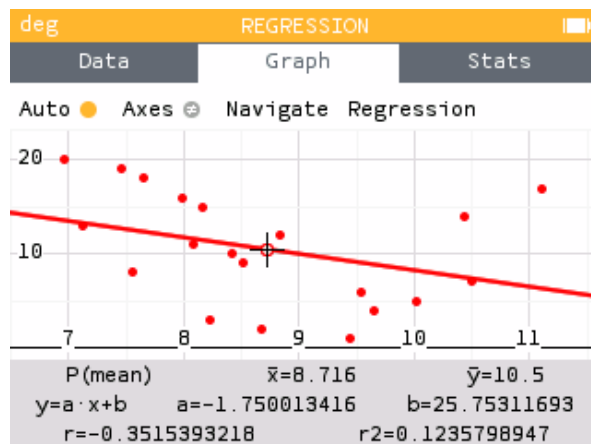 deg REGRESSION
Data Graph Stats
Auto Axes Navigate Regression
20
10
7 8 9 10 11
P(mean) x̄=8.716 ȳ=10.5
y=a·x+b a=-1.750013416 b=25.75311693
r=-0.3515393218 r2=0.1235798947